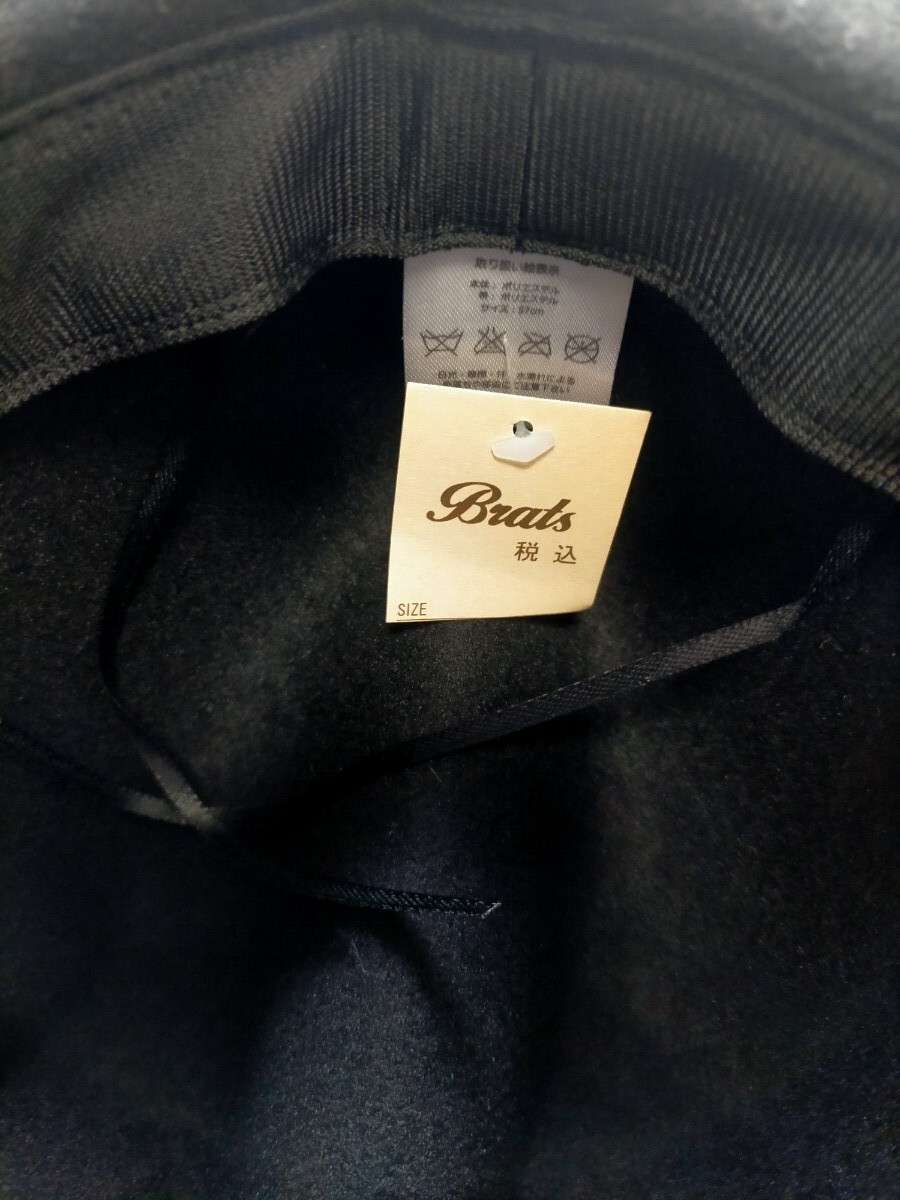 取り扱い絵表示
本体：ポリエステル
帯：ポリエステル
サイズ：57cm
日光・摩擦・汗・水濡れによる
Brats
税込
SIZE